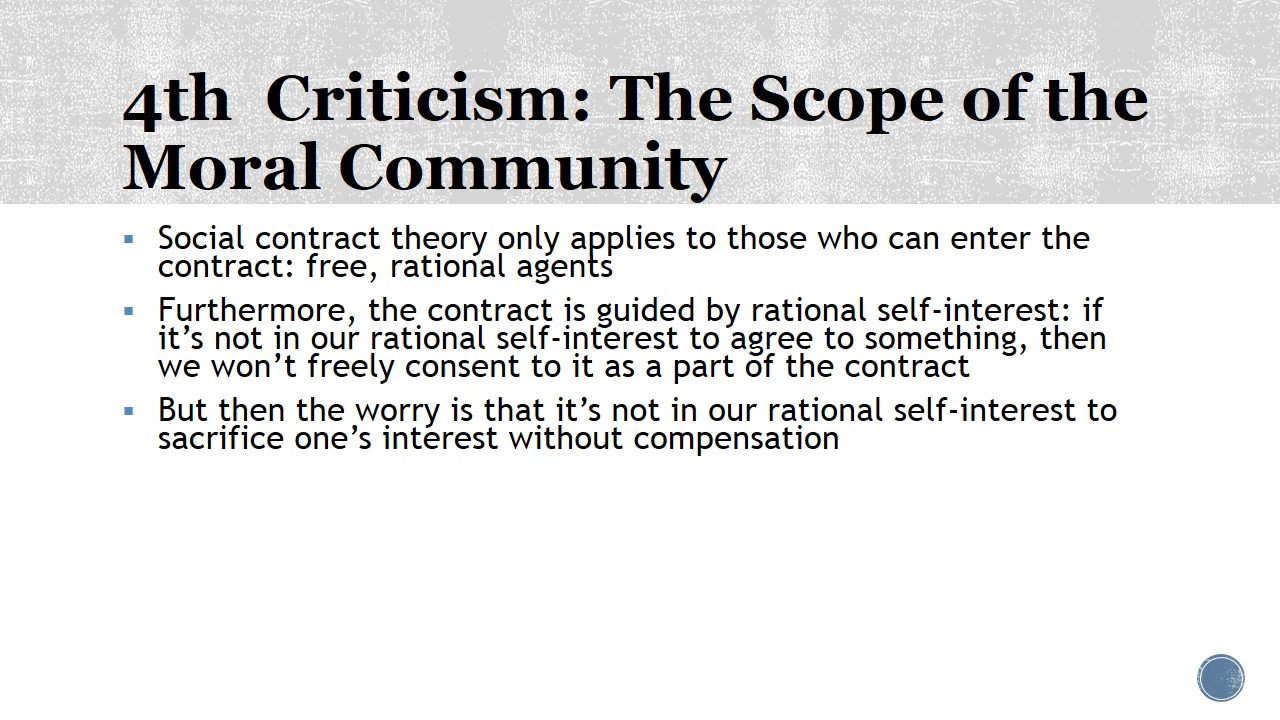 4th  Criticism: The Scope of the
Moral Community
▪ Social contract theory only applies to those who can enter the
contract: free, rational agents
▪ Furthermore, the contract is guided by rational self-interest: if
it’s not in our rational self-interest to agree to something, then
we won’t freely consent to it as a part of the contract
▪ But then the worry is that it’s not in our rational self-interest to
sacrifice one’s interest without compensation